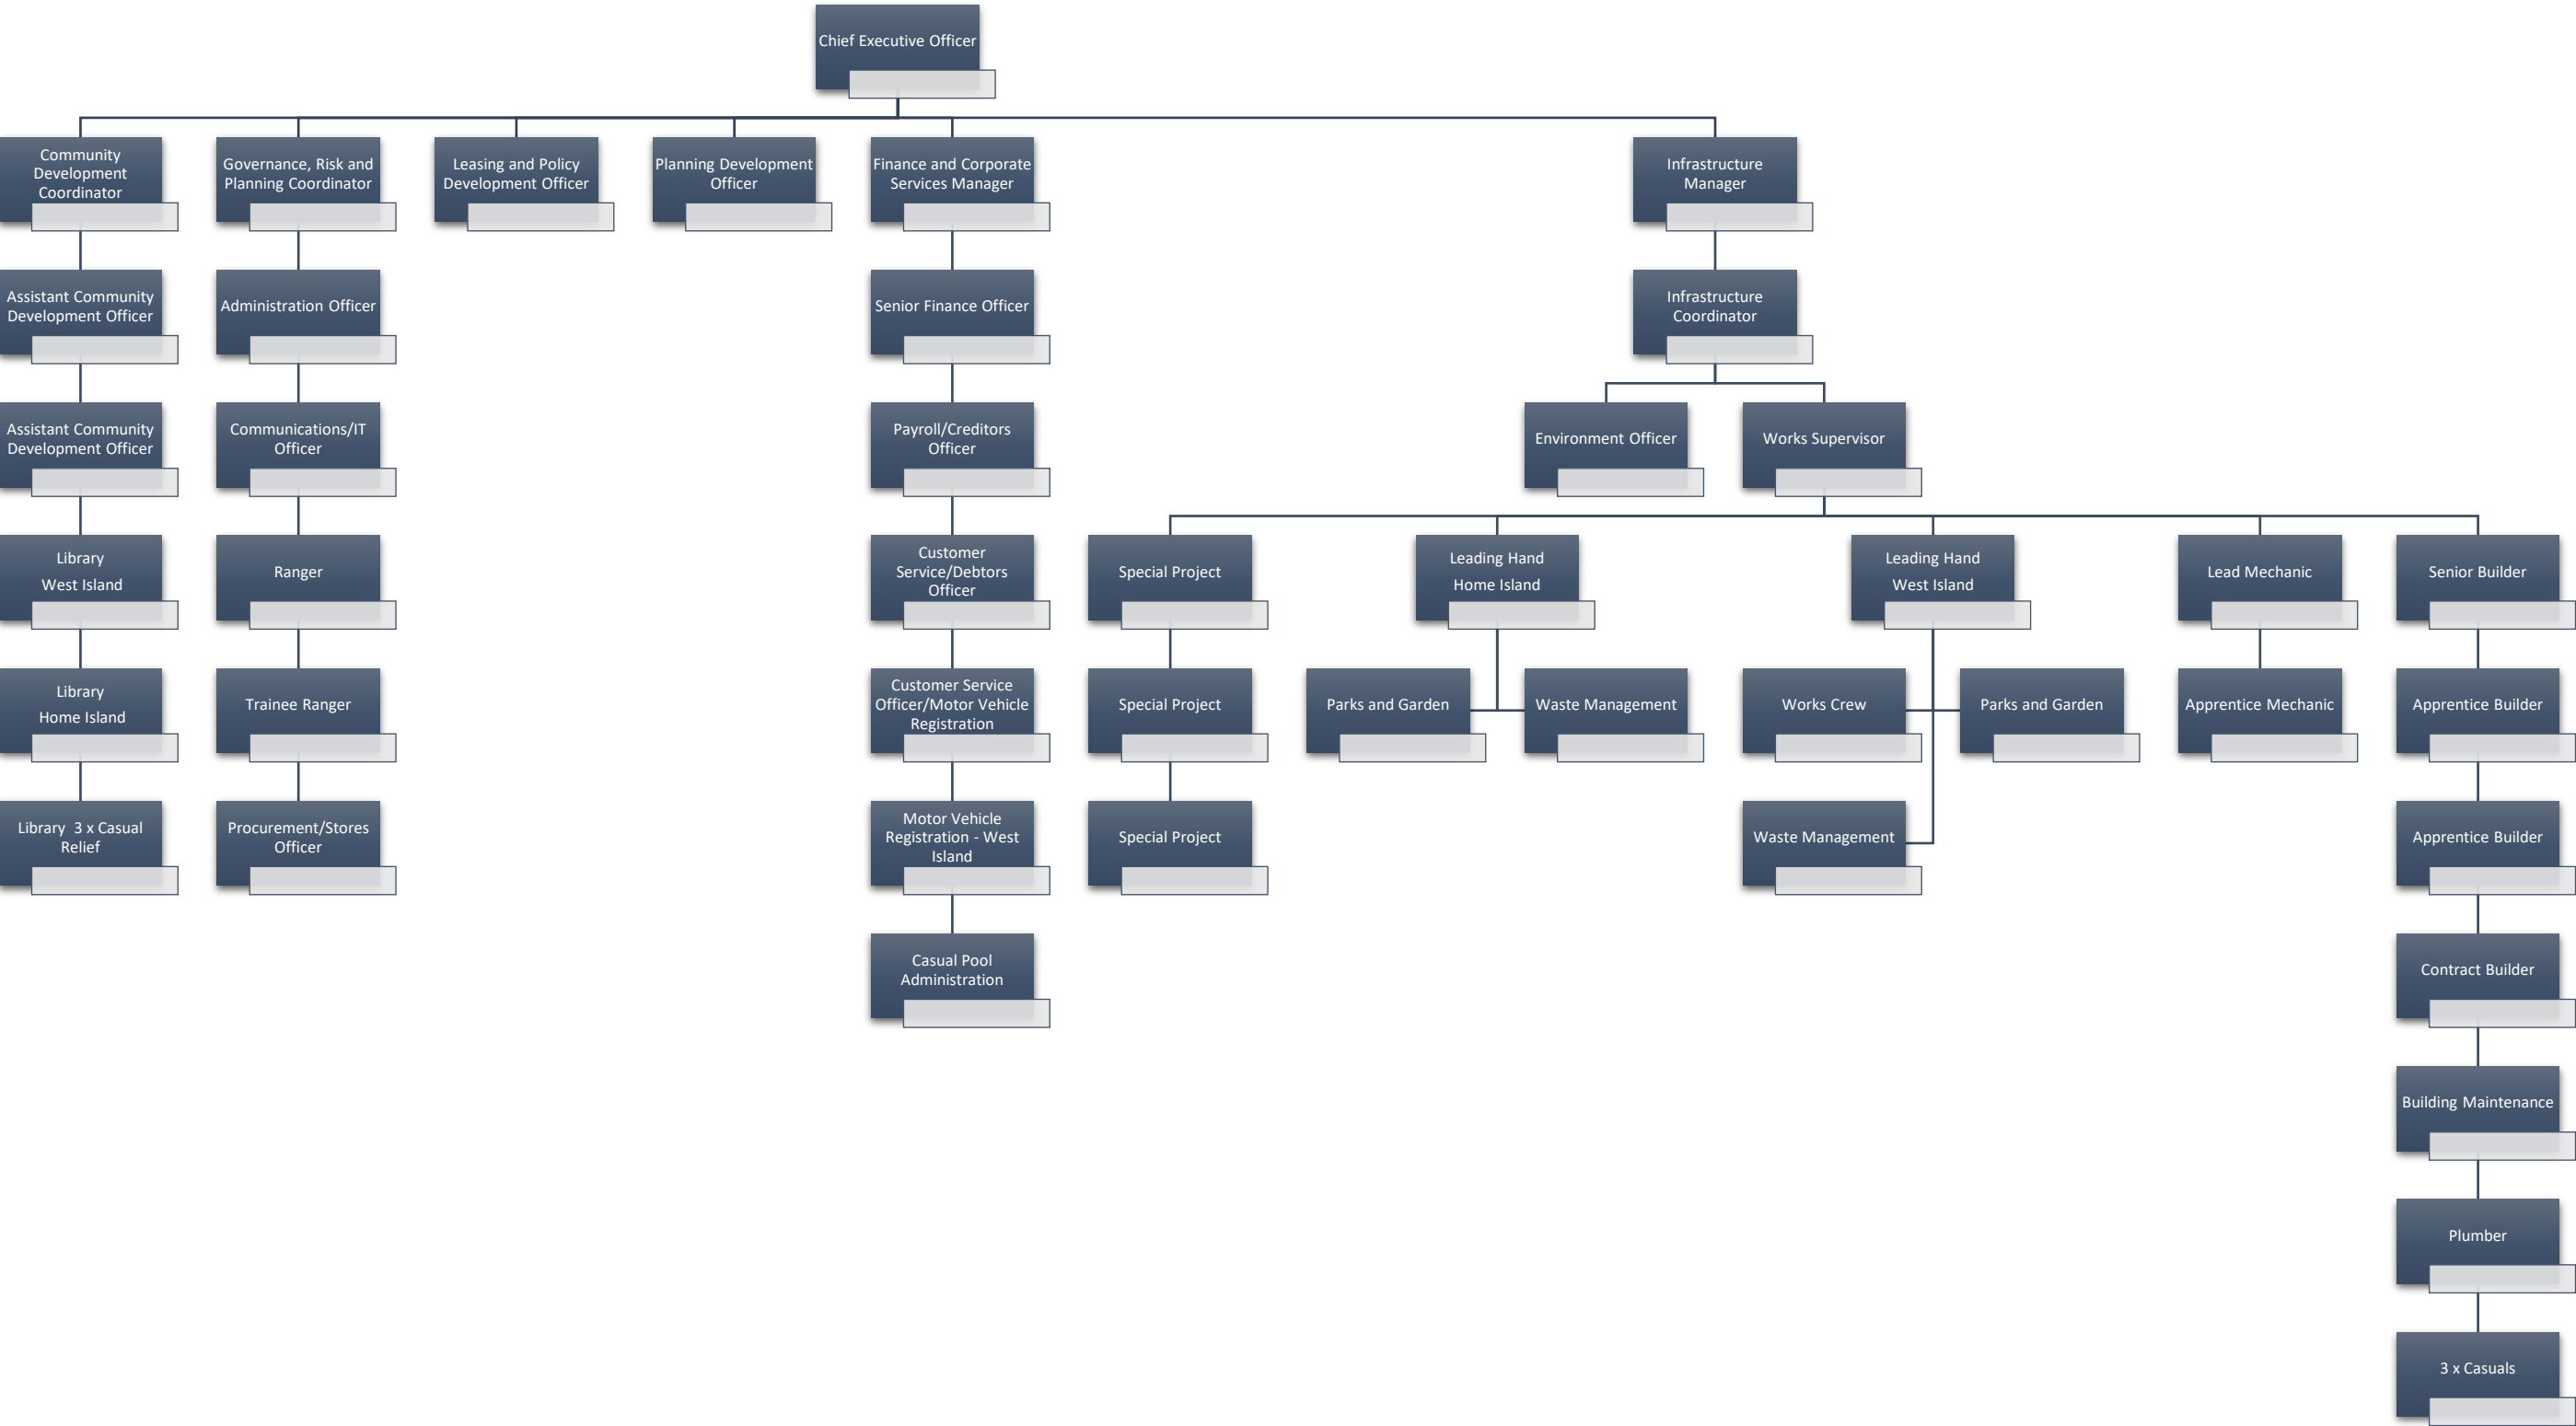 Chief Executive Officer
Community
Development
Coordinator
Governance, Risk and
Planning Coordinator
Leasing and Policy
Development Officer
Planning Development
Officer
Finance and Corporate
Services Manager
Infrastructure
Manager
Assistant Community
Development Officer
Administration Officer
Senior Finance Officer
Infrastructure
Coordinator
Assistant Community
Development Officer
Communications/IT
Officer
Payroll/Creditors
Officer
Environment Officer
Works Supervisor
Library
West Island
Ranger
Customer
Service/Debtors
Officer
Special Project
Leading Hand
Home Island
Leading Hand
West Island
Lead Mechanic
Senior Builder
Library
Home Island
Trainee Ranger
Customer Service
Officer/Motor Vehicle
Registration
Special Project
Parks and Garden
Waste Management
Works Crew
Parks and Garden
Apprentice Mechanic
Apprentice Builder
Library 3 x Casual
Relief
Procurement/Stores
Officer
Motor Vehicle
Registration - West
Island
Special Project
Waste Management
Apprentice Builder
Casual Pool
Administration
Contract Builder
Building Maintenance
Plumber
3 x Casuals